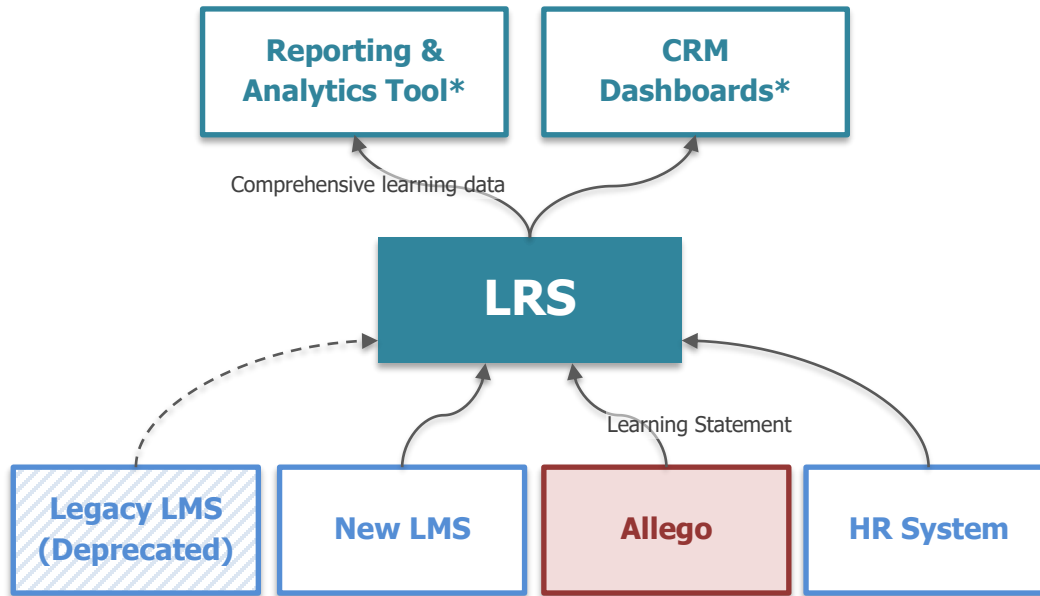 Reporting &
Analytics Tool*
CRM
Dashboards*
Comprehensive learning data
LRS
Learning Statement
Legacy LMS
(Deprecated)
New LMS
Allego
HR System